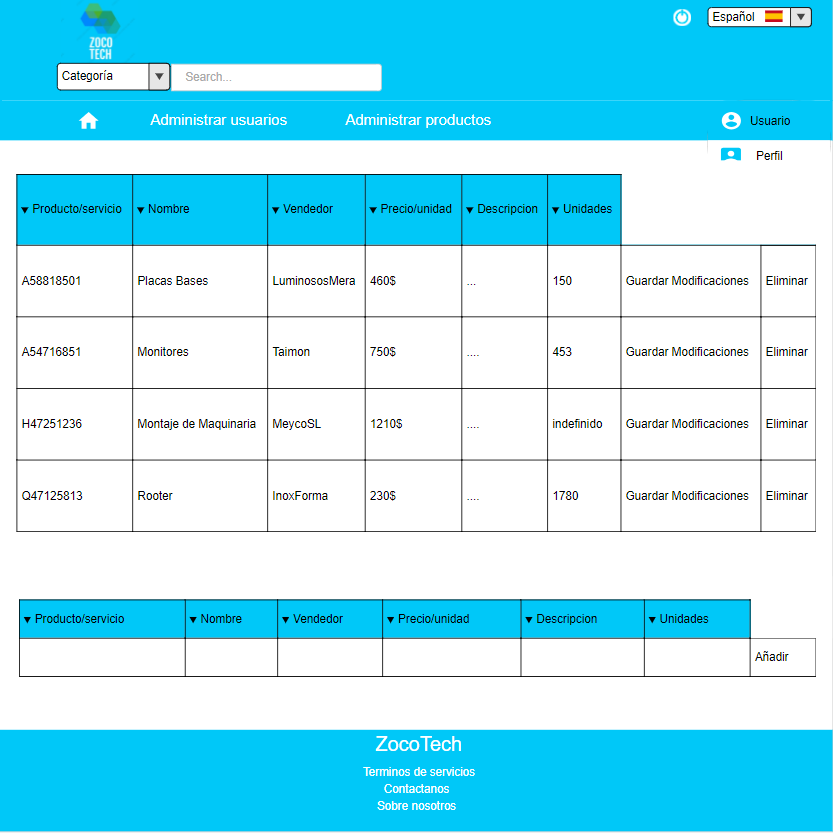 ZOCO
TECH
Español
Categoría
Search...
Administrar usuarios Administrar productos Usuario
Perfil
Producto/servicio Nombre Vendedor Precio/unidad Descripcion Unidades
A58818501 Placas Bases LuminososMera 460$ ... 150 Guardar Modificaciones Eliminar
A54716851 Monitores Taimon 750$ .... 453 Guardar Modificaciones Eliminar
H47251236 Montaje de Maquinaria MeycoSL 1210$ .... indefinido Guardar Modificaciones Eliminar
Q47125813 Rooter InoxForma 230$ .... 1780 Guardar Modificaciones Eliminar
Producto/servicio Nombre Vendedor Precio/unidad Descripcion Unidades
Añadir
ZocoTech
Terminos de servicios
Contactanos
Sobre nosotros